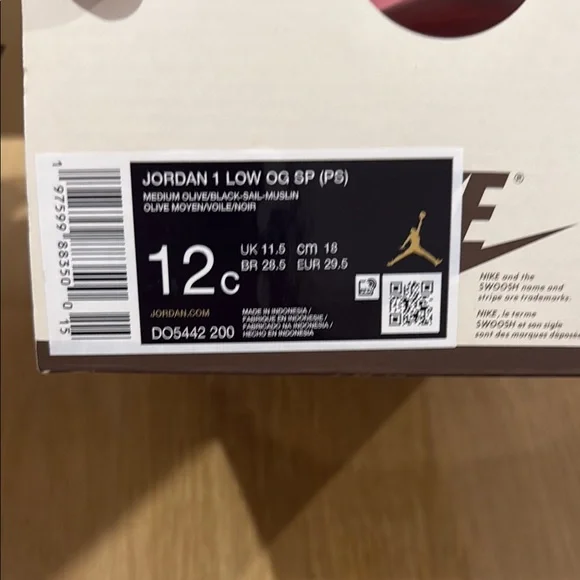 JORDAN 1 LOW OG SP (PS)
MEDIUM OLIVE/BLACK-SAIL-MUSLIN
OLIVE MOYEN/VOILE/NOIR
12C
UK 11.5 cm 18
BR 28.5 EUR 29.5
JORDAN.COM
DO5442 200
MADE IN INDONESIA /
FABRIQUE EN INDONESIE /
FABRICADO NA INDONESIA /
HECHO EN INDONESIA
1 97599 88350 0 15
®
NIKE and the
SWOOSH name and
stripe are trademarks.
NIKE, le terme
SWOOSH et son sigle
sont des marques déposé